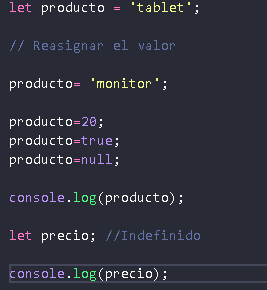 let producto = 'tablet';
// Reasignar el valor
producto= 'monitor';
producto=20;
producto=true;
producto=null;
console.log(producto);
let precio; //Indefinido
console.log(precio);